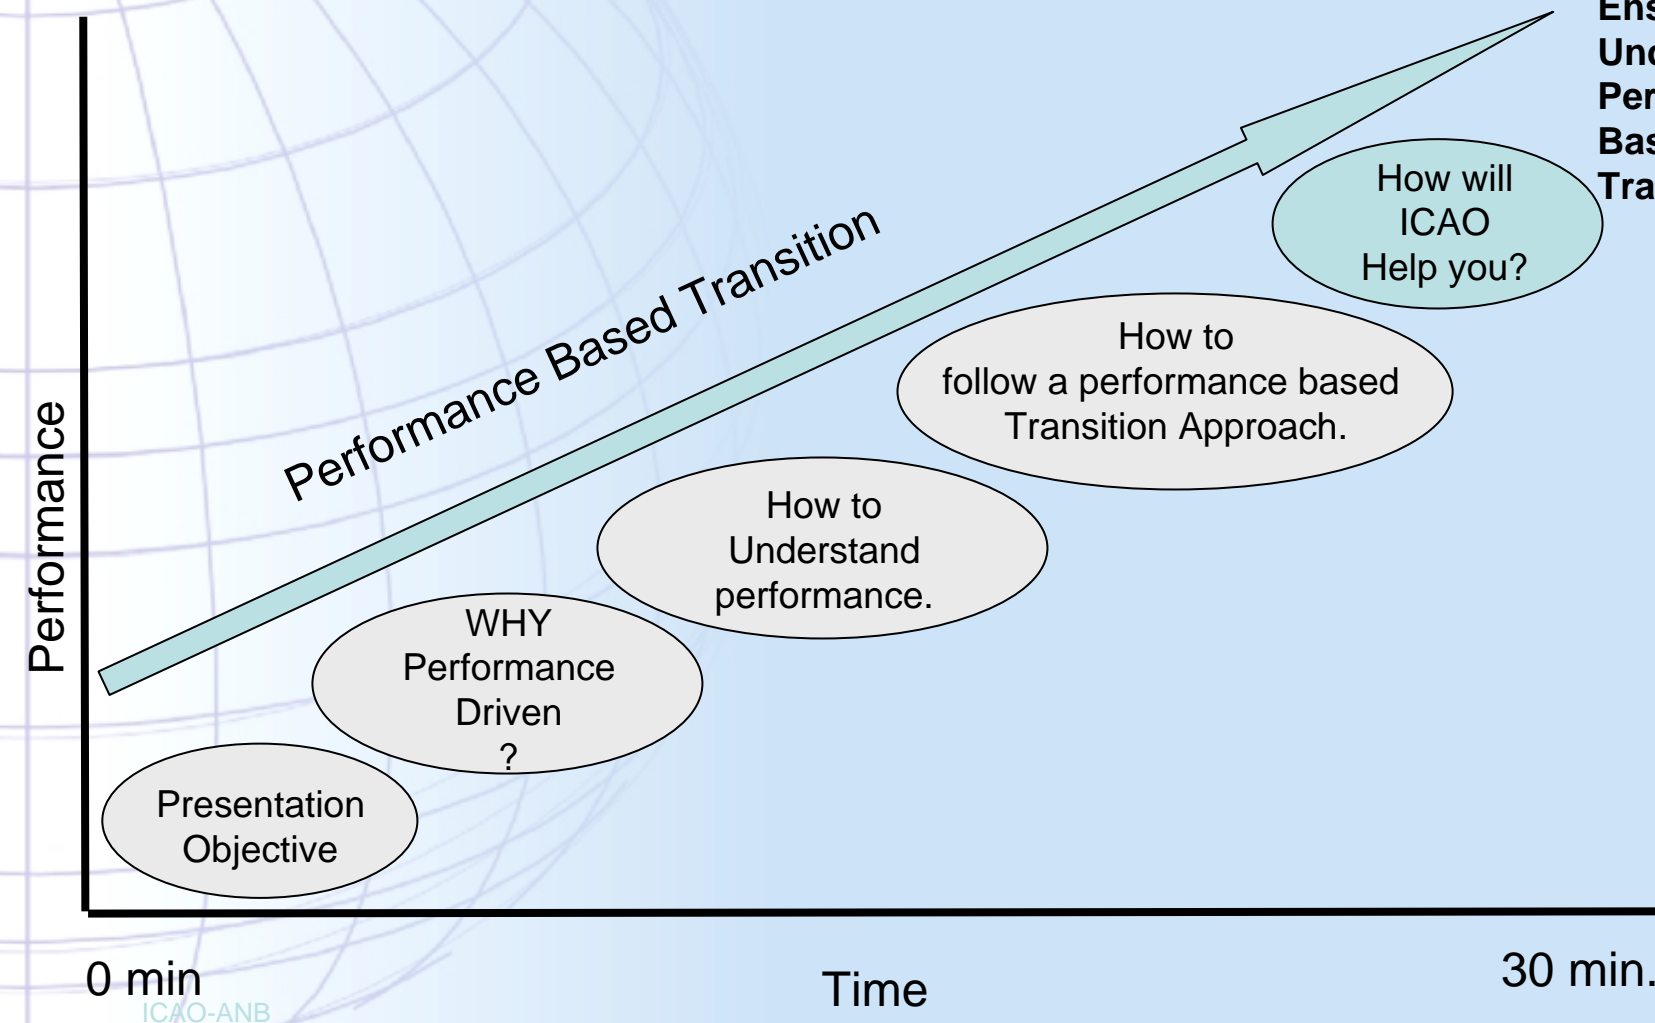 How will
ICAO
Help you?
Performance Based Transition
How to
follow a performance based
Transition Approach.
Performance
How to
Understand
performance.
WHY
Performance
Driven
?
Presentation
Objective
0 min
Time
30 min.
ICAO-ANB